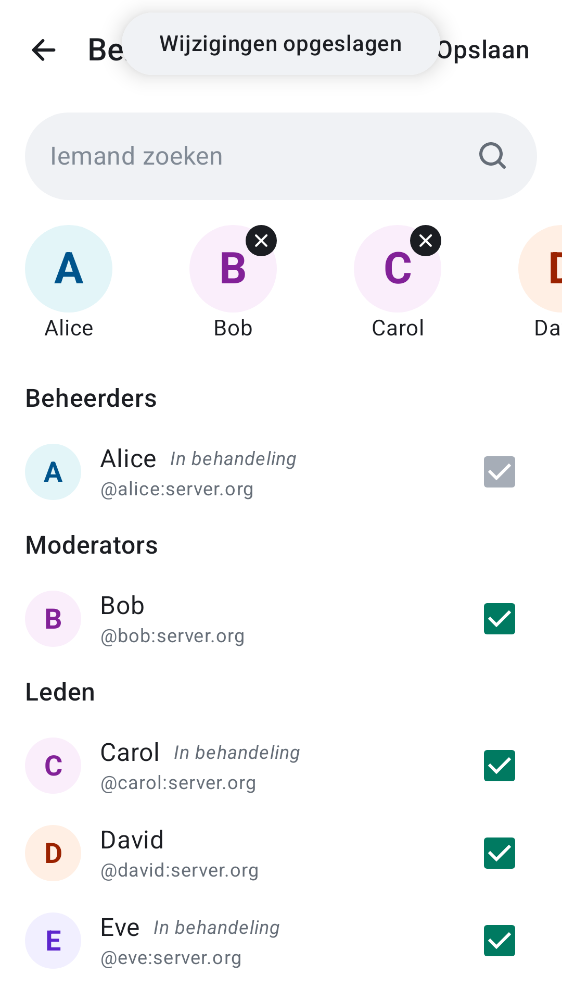 Wijzigingen opgeslagen
Be
Opslaan
Iemand zoeken
A
B
C
Alice
Bob
Carol
Da
Beheerders
A
Alice In behandeling
@alice:server.org
Moderators
B
Bob
@bob:server.org
Leden
C
Carol In behandeling
@carol:server.org
D
David
@david:server.org
E
Eve In behandeling
@eve:server.org